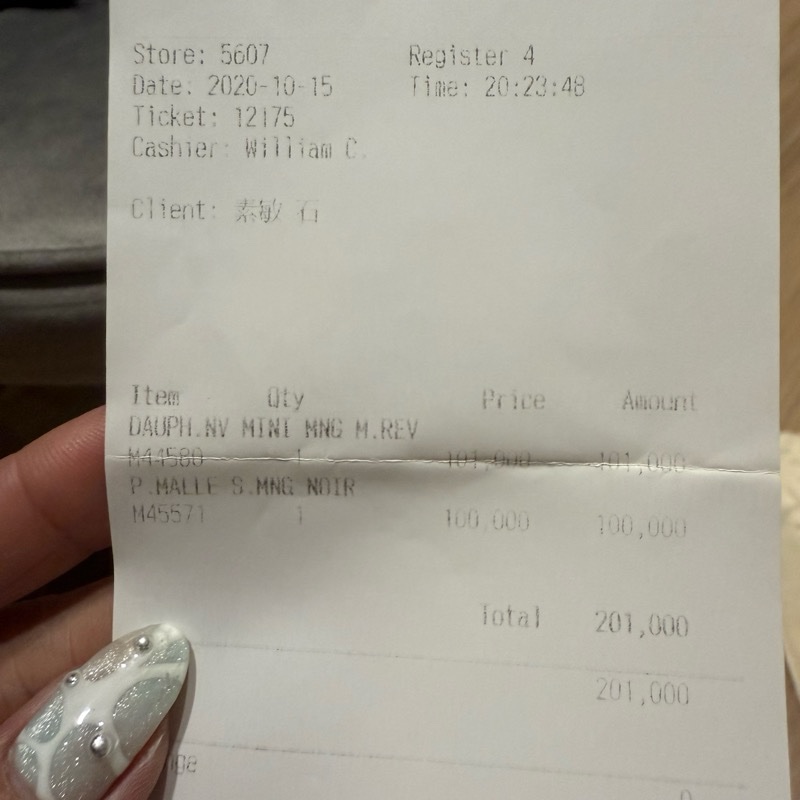 Store: 5607 Register 4
Date: 2020-10-15 Time: 20:23:48
Ticket: 12175
Cashier: William C.
Client: 素敏 石
Item Qty Price Amount
DAUPH.NV MINI MNG M.REV
M44580 1 101,000 101,000
P.MALLE S.MNG NOIR
M45571 1 100,000 100,000
Total 201,000
201,000